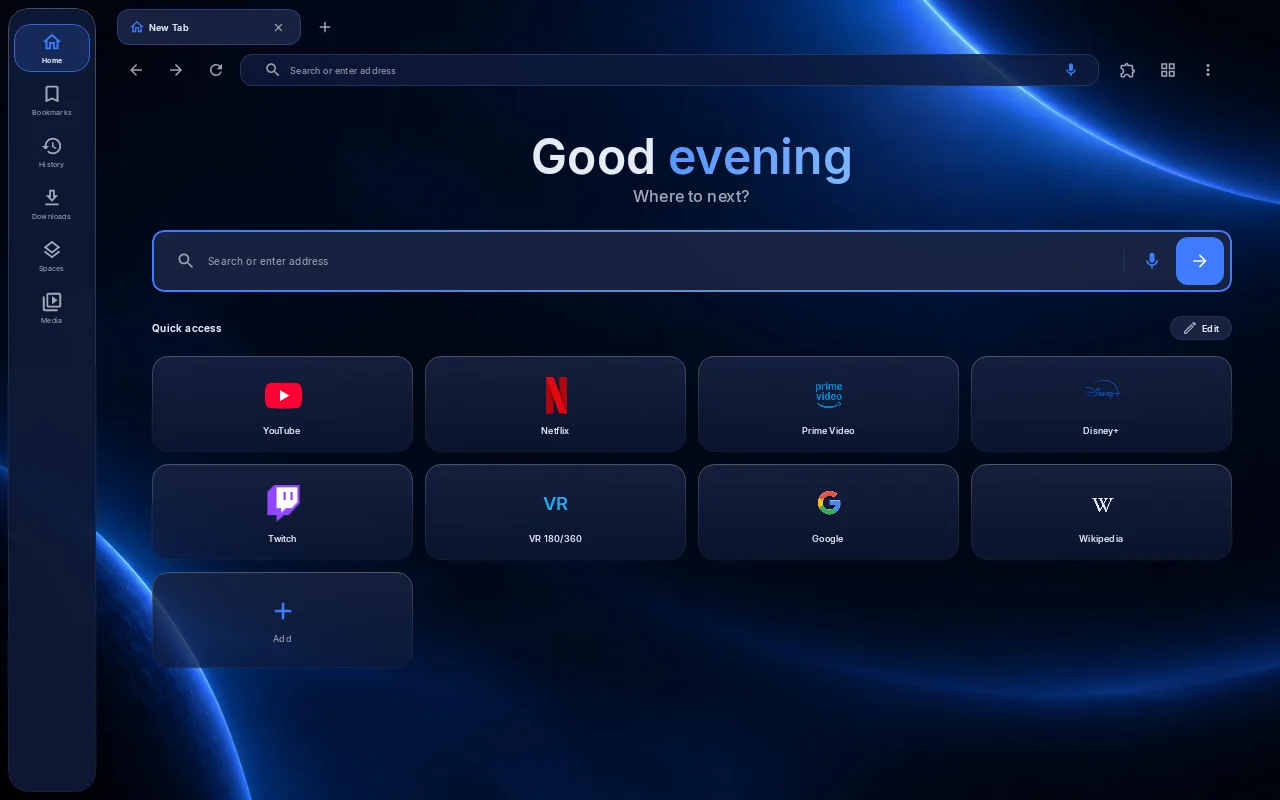 New Tab
Home
Search or enter address
Bookmarks
History
Downloads
Spaces
Media
Good evening
Where to next?
Search or enter address
Quick access
Edit
YouTube
Netflix
prime
video
Prime Video
Disney+
Disney+
Twitch
VR
VR 180/360
Google
W
Wikipedia
Add